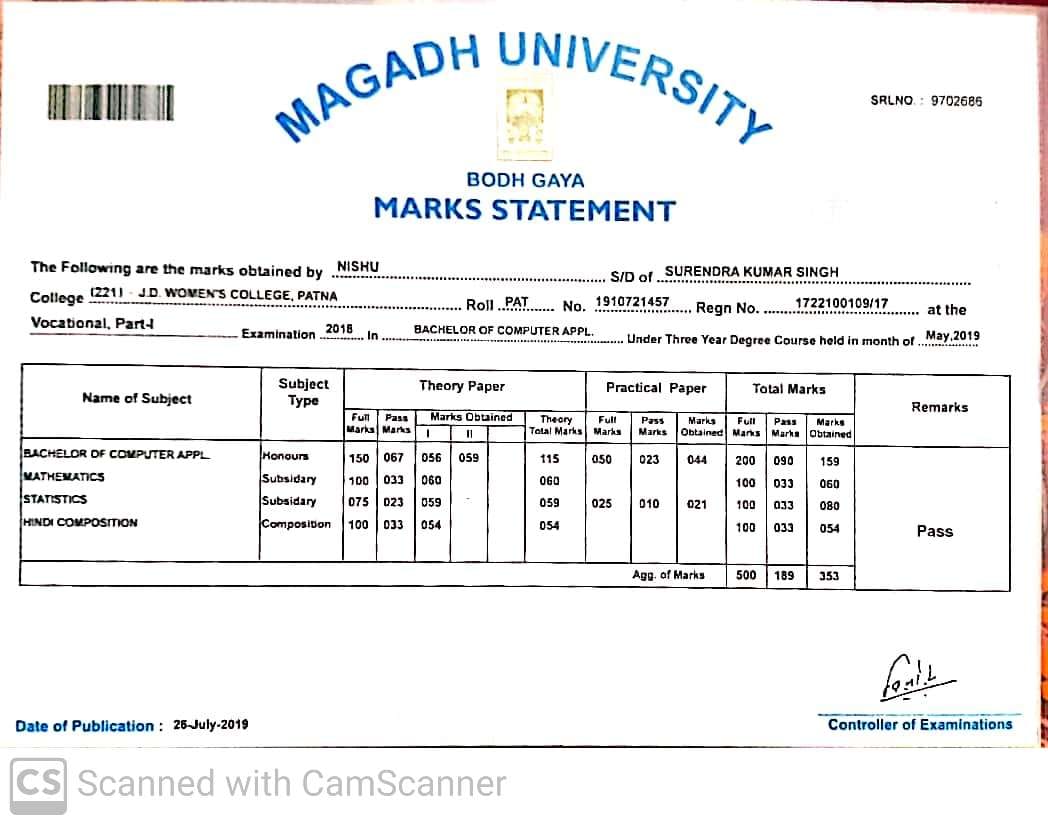 MAGADH UNIVERSITY
SRLNO. : 9702686
BODH GAYA
MARKS STATEMENT
The Following are the marks obtained by NISHU S/D of SURENDRA KUMAR SINGH
College (221) - J.D. WOMEN'S COLLEGE, PATNA Roll PAT No. 1910721457 Regn No. 1722100109/17 at the
Vocational, Part-I Examination 2018 In BACHELOR OF COMPUTER APPL. Under Three Year Degree Course held in month of May,2019
Name of Subject Subject Type Theory Paper Practical Paper Total Marks Remarks
Full Marks Pass Marks Marks Obtained Theory Total Marks Full Marks Pass Marks Marks Obtained Full Marks Pass Marks Marks Obtained
I II
BACHELOR OF COMPUTER APPL. Honours 150 067 056 059 115 050 023 044 200 090 159
MATHEMATICS Subsidary 100 033 060 060 100 033 060
STATISTICS Subsidary 075 023 059 - 059 025 010 021 100 033 080
HINDI COMPOSITION Composition 100 033 054 054 100 033 054
Pass
Agg. of Marks 500 189 353
Date of Publication : 26-July-2019
Controller of Examinations
CS Scanned with CamScanner